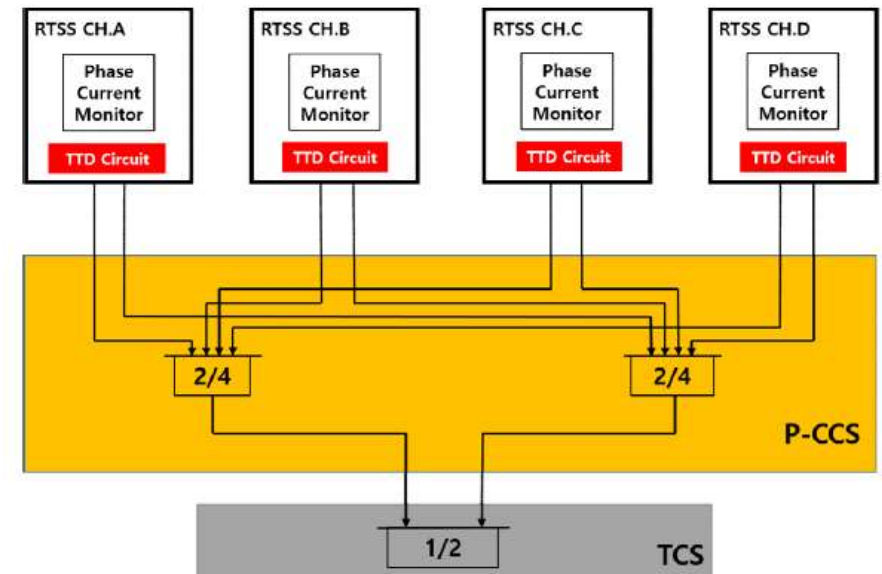 RTSS CH.A
Phase
Current
Monitor
TTD Circuit
RTSS CH.B
Phase
Current
Monitor
TTD Circuit
RTSS CH.C
Phase
Current
Monitor
TTD Circuit
RTSS CH.D
Phase
Current
Monitor
TTD Circuit
2/4
2/4
P-CCS
1/2
TCS